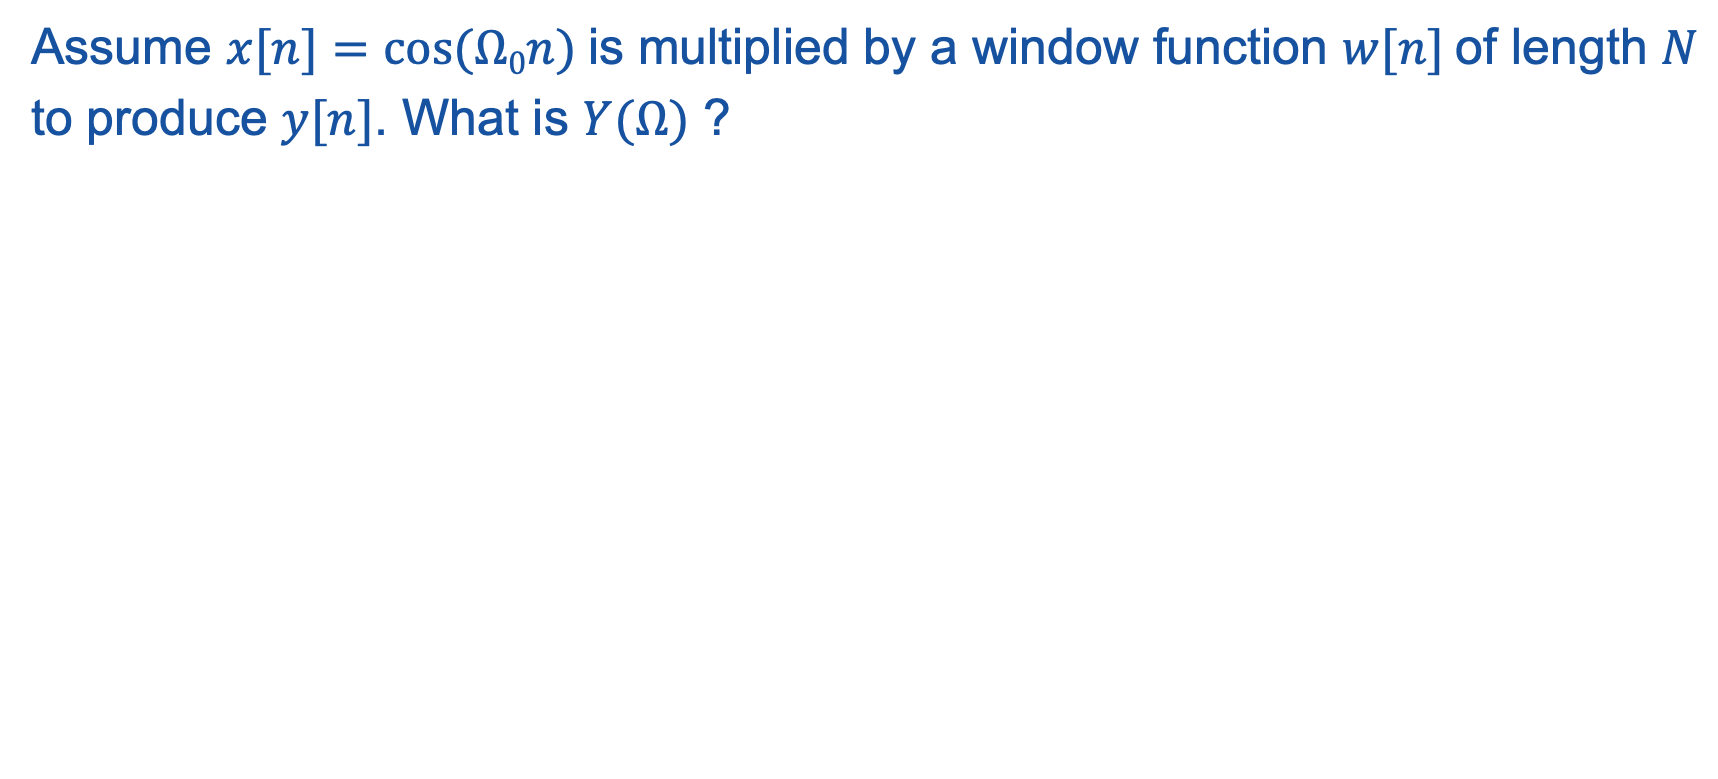 Assume 𝑥[𝑛] = cos(Ω₀𝑛) is multiplied by a window function 𝑤[𝑛] of length 𝑁
to produce 𝑦[𝑛]. What is 𝑌(Ω) ?